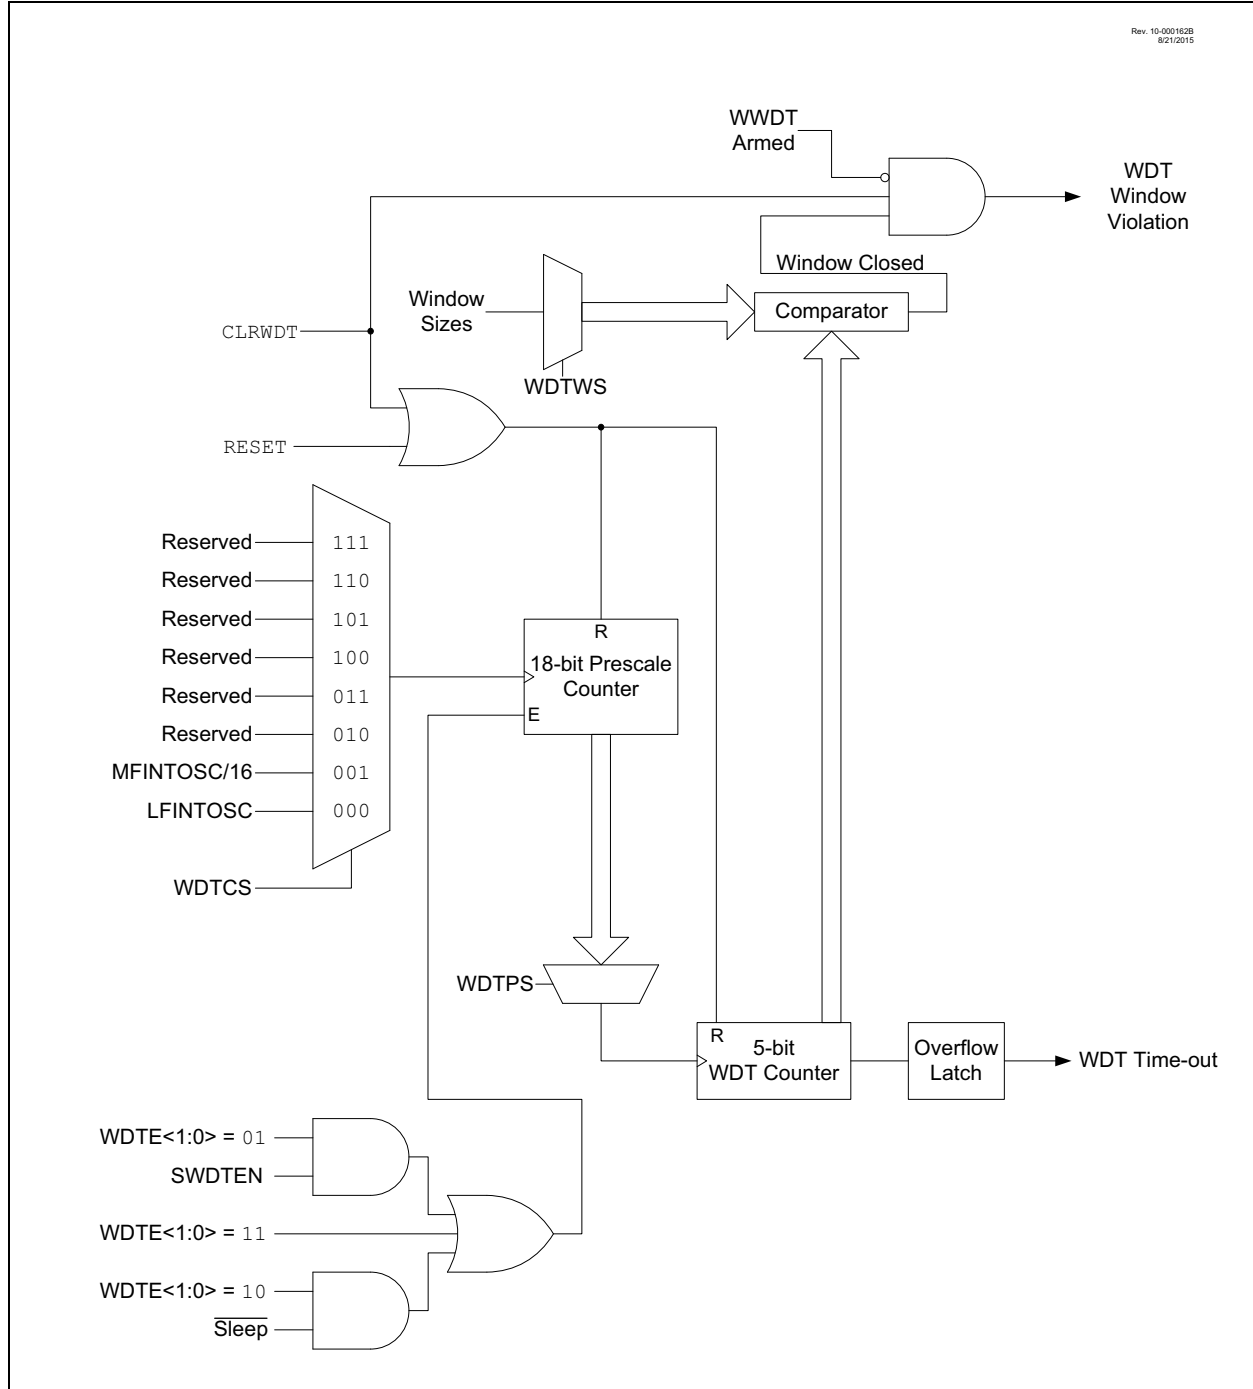 Rev. 10-000162B
8/21/2015
WWDT
Armed
WDT
Window
Violation
Window Closed
Window
Sizes
Comparator
CLRWDT
WDTWS
RESET
Reserved 111
Reserved 110
Reserved 101
Reserved 100
Reserved 011
Reserved 010
MFINTOSC/16 001
LFINTOSC 000
WDTCS
R
18-bit Prescale
Counter
E
WDTPS
R
5-bit
WDT Counter
Overflow
Latch
WDT Time-out
WDTE<1:0> = 01
SWDTEN
WDTE<1:0> = 11
WDTE<1:0> = 10
Sleep